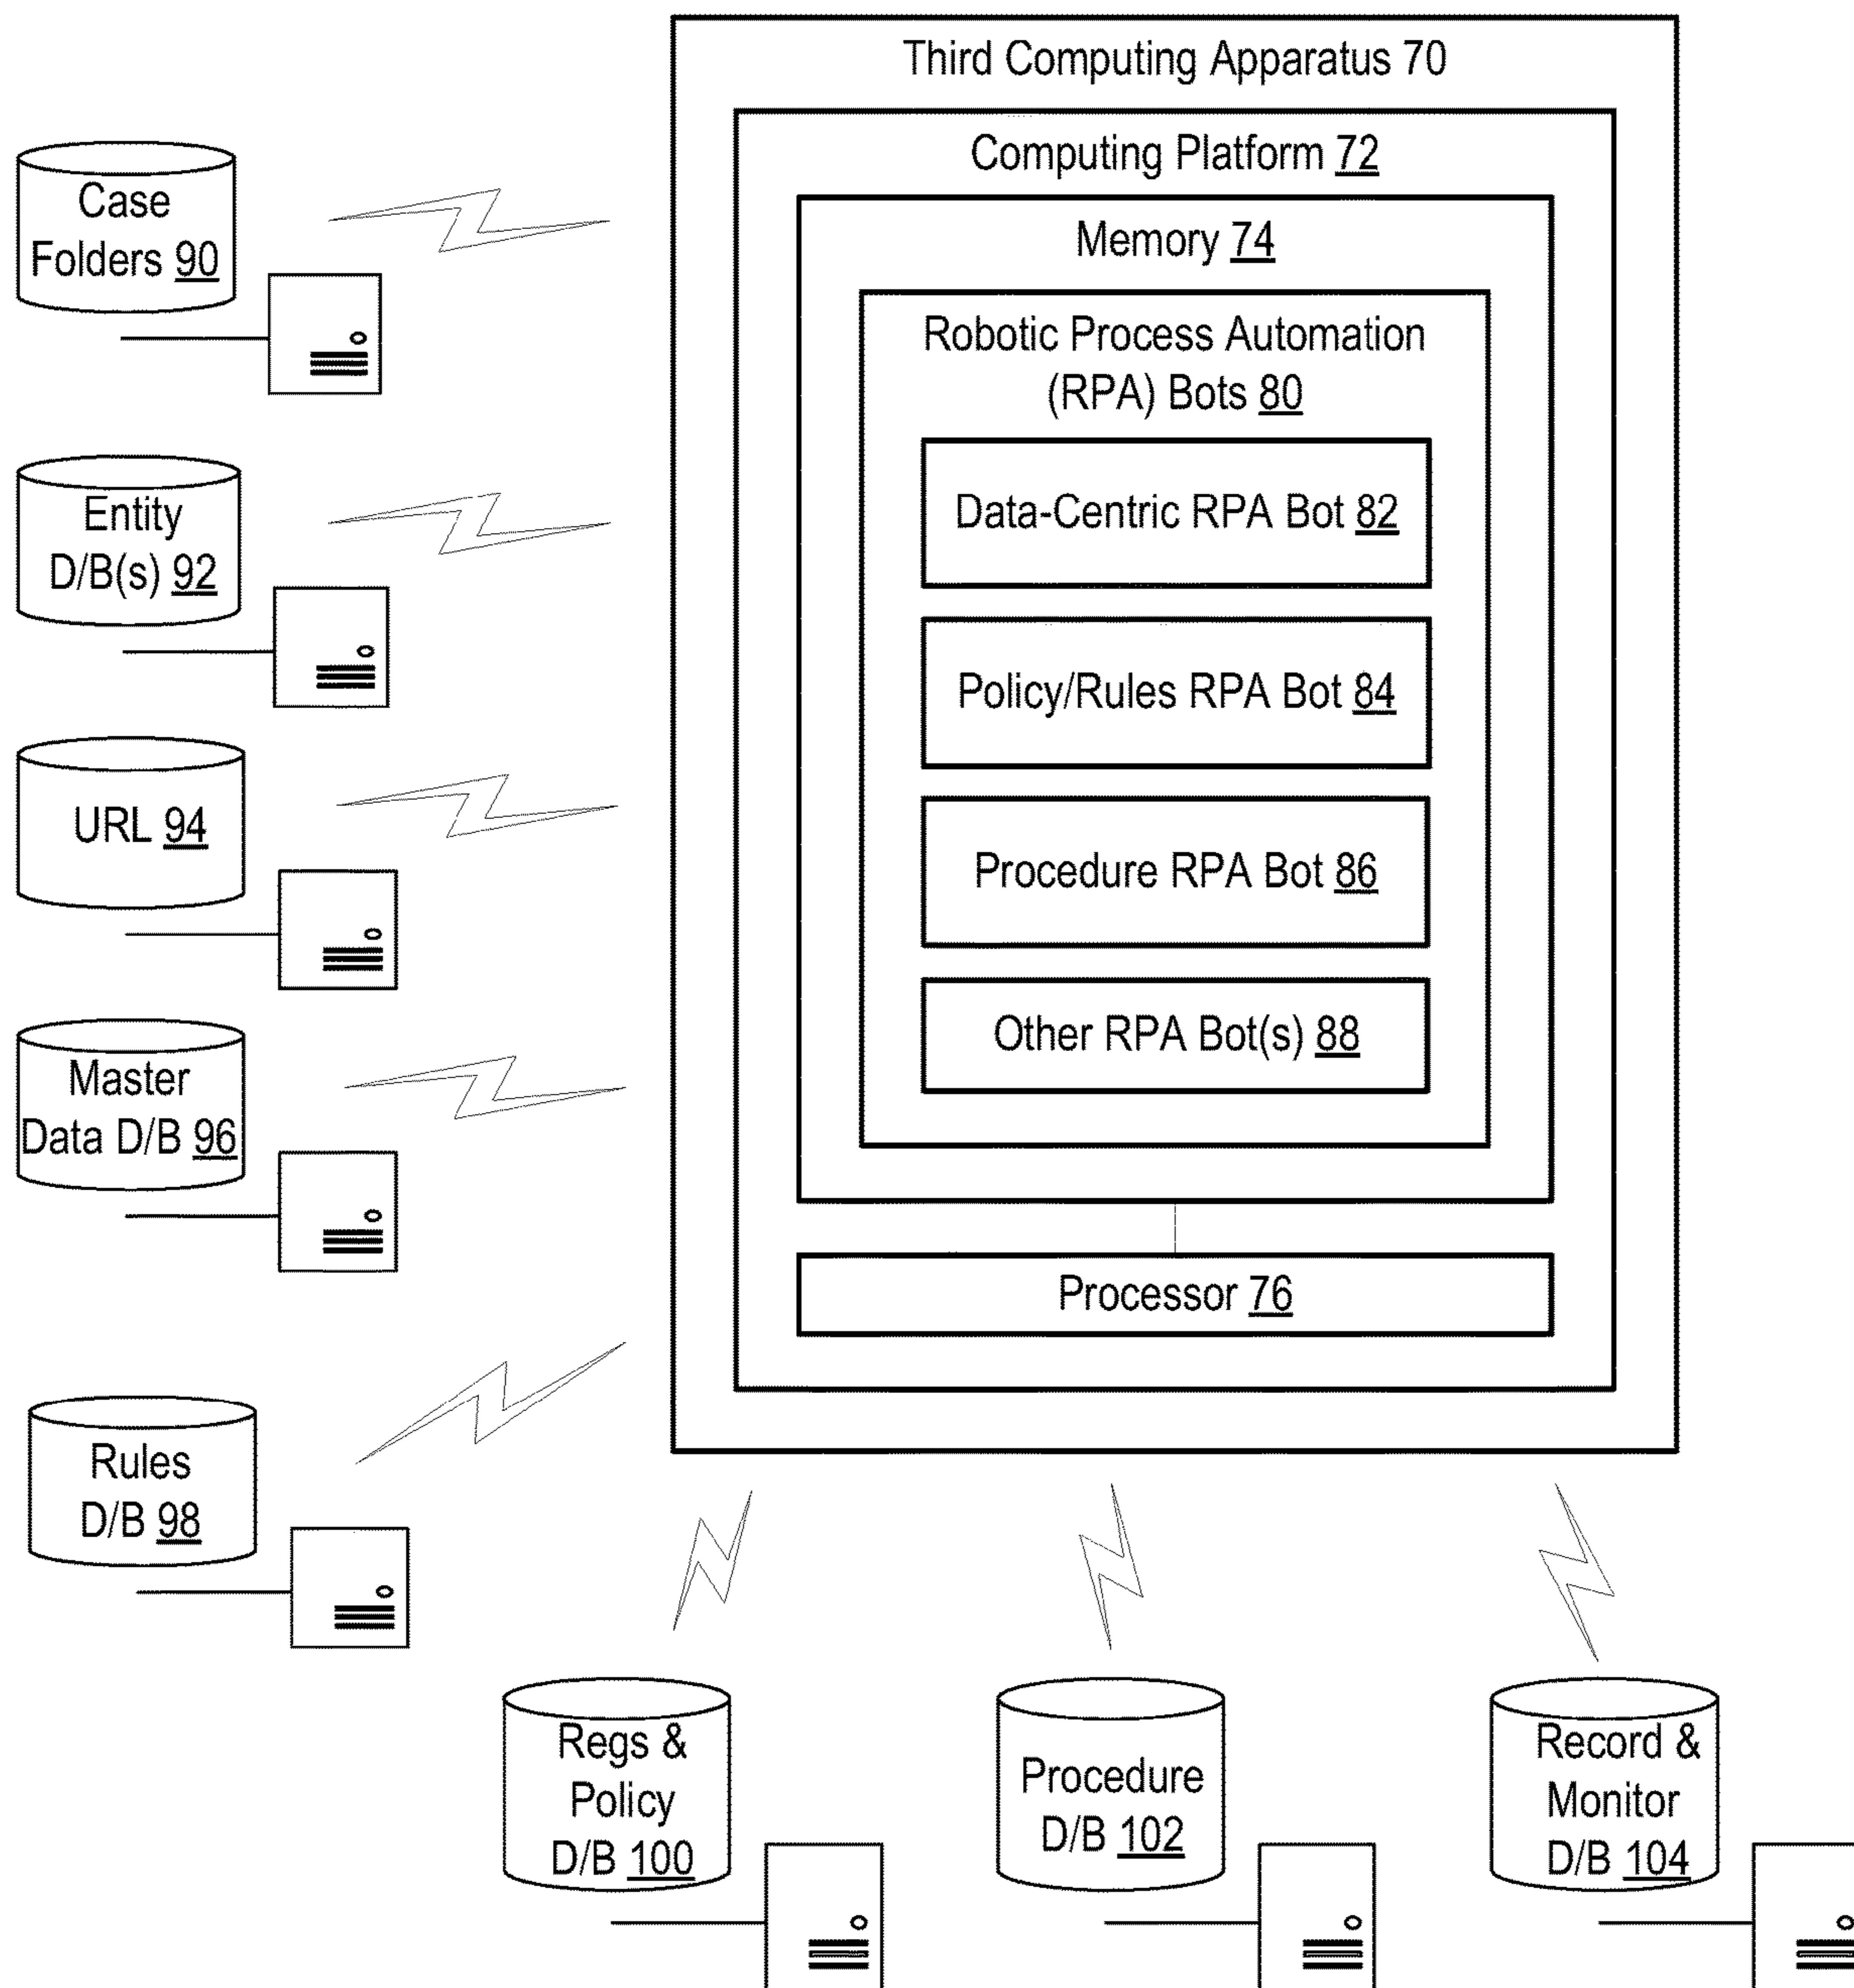 Third Computing Apparatus 70
Computing Platform 72
Memory 74
Robotic Process Automation
(RPA) Bots 80
Data-Centric RPA Bot 82
Policy/Rules RPA Bot 84
Procedure RPA Bot 86
Other RPA Bot(s) 88
Processor 76
Case
Folders 90
Entity
D/B(s) 92
URL 94
Master
Data D/B 96
Rules
D/B 98
Regs &
Policy
D/B 100
Procedure
D/B 102
Record &
Monitor
D/B 104